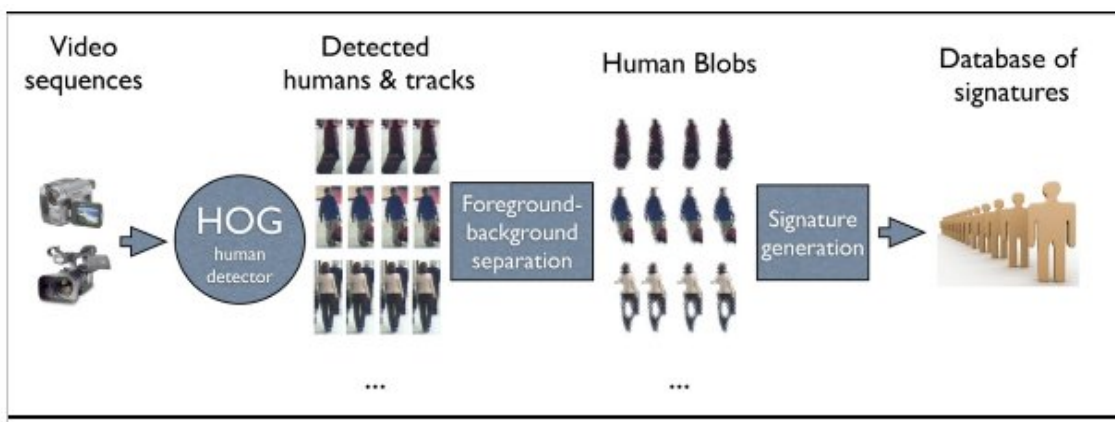 Video
sequences
Detected
humans & tracks
Human Blobs
Database of
signatures
HOG
human
detector
Foreground-
background
separation
Signature
generation
...
...